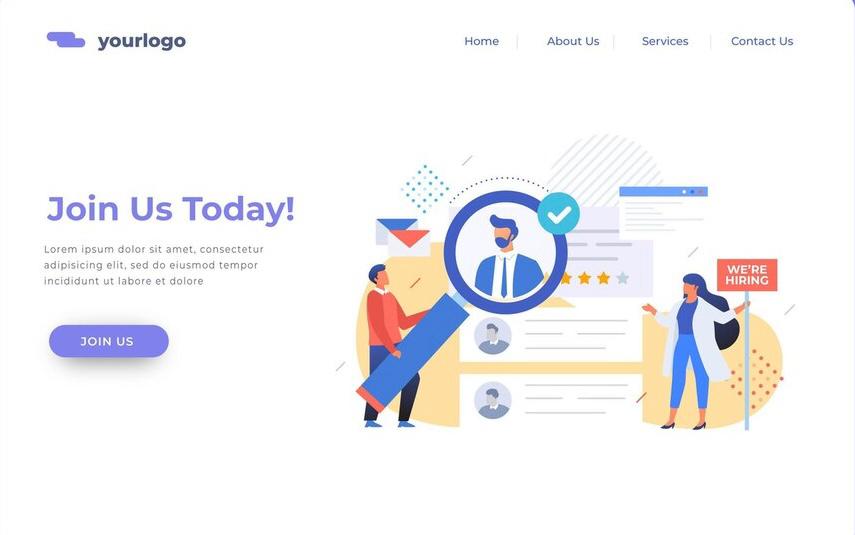 yourlogo
Home
About Us
Services
Contact Us
Join Us Today!
Lorem ipsum dolor sit amet, consectetur
adipisicing elit, sed do eiusmod tempor
incididunt ut labore et dolore
JOIN US
WE'RE
HIRING